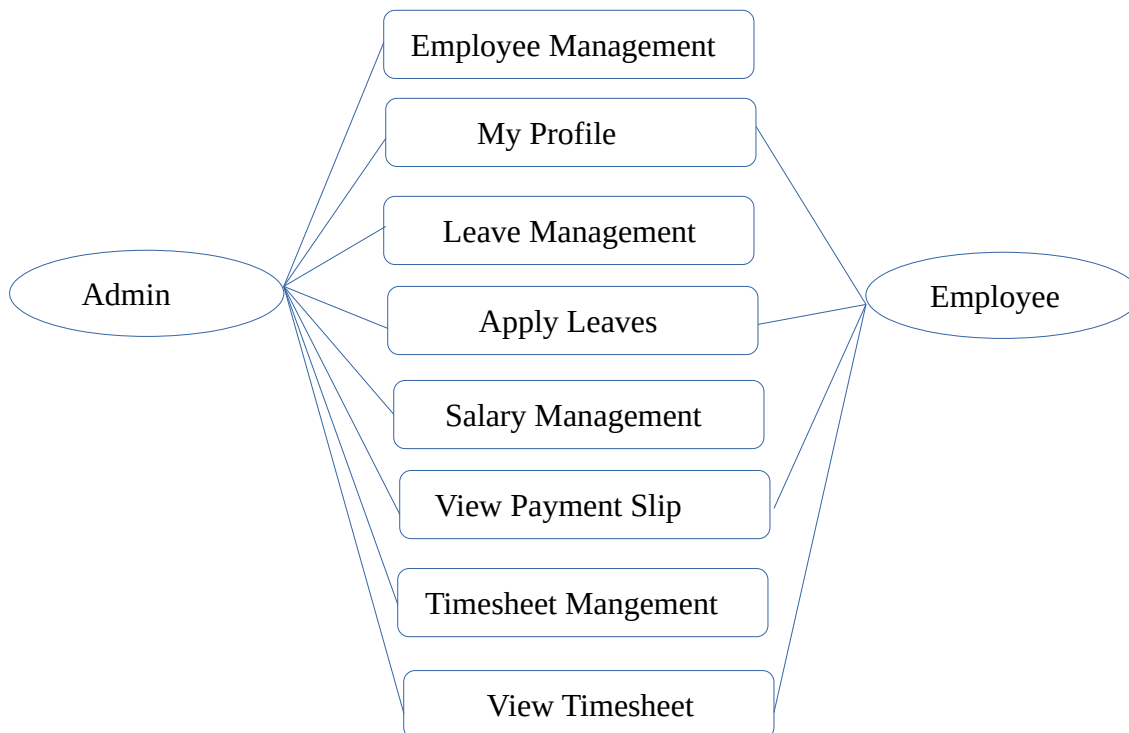 Employee Management
My Profile
Leave Management
Admin
Employee
Apply Leaves
Salary Management
View Payment Slip
Timesheet Mangement
View Timesheet